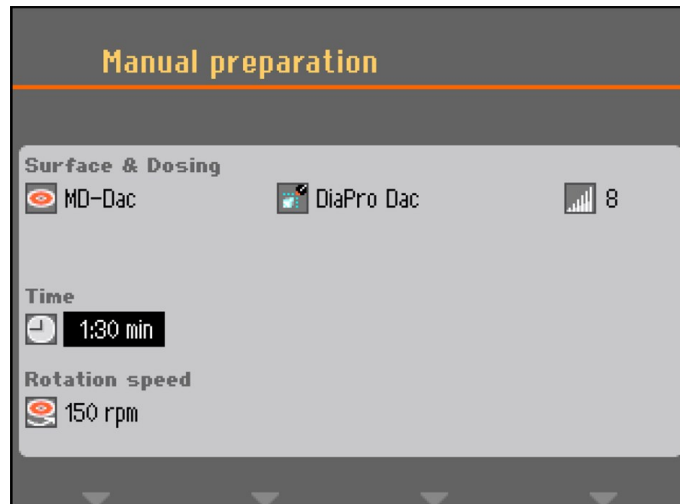 Manual preparation
Surface & Dosing
MD-Dac DiaPro Dac 8
Time
1:30 min
Rotation speed
150 rpm